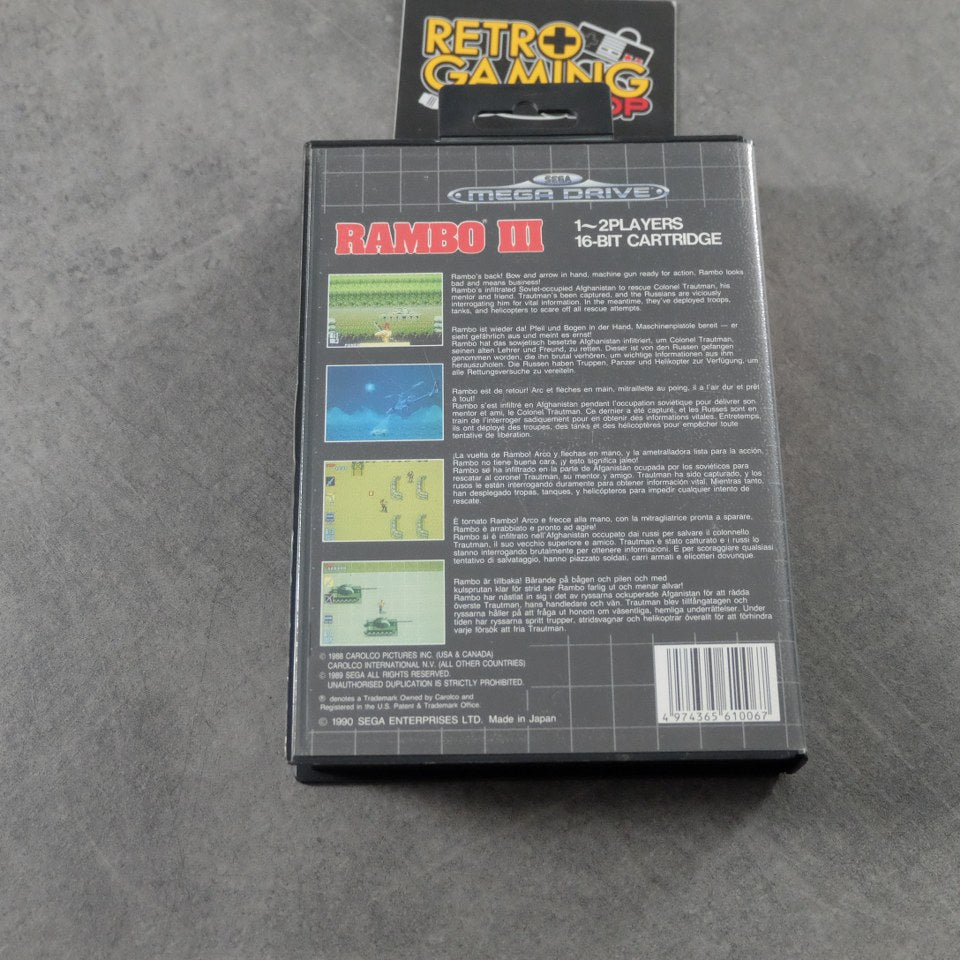 RETRO
GAMING
OP
SEGA
MEGA DRIVE
RAMBO III
1~2PLAYERS
16-BIT CARTRIDGE
Rambo's back! Bow and arrow in hand, machine gun ready for action, Rambo looks
bad and means business!
Rambo's infiltrated Soviet-occupied Afghanistan to rescue Colonel Trautman, his
mentor and friend. Trautman's been captured, and the Russians are viciously
interrogating him for vital information. In the meantime, they've deployed troops,
tanks, and helicopters to scare off all rescue attempts.
Rambo ist wieder da! Pfeil und Bogen in der Hand, Maschinenpistole bereit — er
sieht gefährlich aus und meint es ernst!
Rambo hat das sowjetisch besetzte Afghanistan infiltriert, um Colonel Trautman,
seinen alten Lehrer und Freund, zu retten. Dieser ist von den Russen gefangen
genommen worden, die ihn brutal verhören, um wichtige Informationen aus ihm
herauszuholen. Die Russen haben Truppen, Panzer und Helikopter zur Verfügung, um
alle Rettungsversuche zu vereiteln.
Rambo est de retour! Arc et flèches en main, mitraillette au poing, il a l'air dur et prêt
à tout!
Rambo s'est infiltré en Afghanistan pendant l'occupation soviétique pour délivrer son
mentor et ami, le Colonel Trautman. Ce dernier a été capturé, et les Russes sont en
train de l'interroger sadiquement pour en obtenir des informations vitales. Entretemps,
ils ont déployé des troupes, des tanks et des hélicoptères pour empêcher toute
tentative de libération.
¡La vuelta de Rambo! Arco y flechas en mano, y la ametralladora lista para la acción,
Rambo no tiene buena cara, ¡y esto significa jaleo!
Rambo se ha infiltrado en la parte de Afganistán ocupada por los soviéticos para
rescatar al coronel Trautman, su mentor y amigo. Trautman ha sido capturado, y los
rusos le están interrogando duramente para obtener información vital. Mientras tanto,
han desplegado tropas, tanques, y helicópteros para impedir cualquier intento de
rescate.
È tornato Rambo! Arco e frecce alla mano, con la mitragliatrice pronta a sparare,
Rambo è arrabbiato e pronto ad agire!
Rambo si è infiltrato nell'Afghanistan occupato dai russi per salvare il colonnello
Trautman, il suo vecchio superiore e amico. Trautman è stato catturato e i russi lo
stanno interrogando brutalmente per ottenere informazioni. E per scoraggiare qualsiasi
tentativo di salvataggio, hanno piazzato soldati, carri armati e elicotteri dovunque.
Rambo är tillbaka! Bärande på bågen och pilen och med
kulsprutan klar för strid ser Rambo farlig ut och menar allvar!
Rambo har nästlat in sig i det av ryssarna ockuperade Afganistan för att rädda
överste Trautman, hans handledare och vän. Trautman blev tillfångatagen och
ryssarna håller på att fråga ut honom om väsentliga, hemliga underrättelser. Under
tiden har ryssarna spritt trupper, stridsvagnar och helikoptrar överallt för att förhindra
varje försök att fria Trautman.
© 1988 CAROLCO PICTURES INC. (USA & CANADA)
CAROLCO INTERNATIONAL N.V. (ALL OTHER COUNTRIES)
© 1989 SEGA ALL RIGHTS RESERVED.
UNAUTHORISED DUPLICATION IS STRICTLY PROHIBITED.
® denotes a Trademark Owned by Carolco and
Registered in the U.S. Patent & Trademark Office.
© 1990 SEGA ENTERPRISES LTD. Made in Japan
4 974365 610067